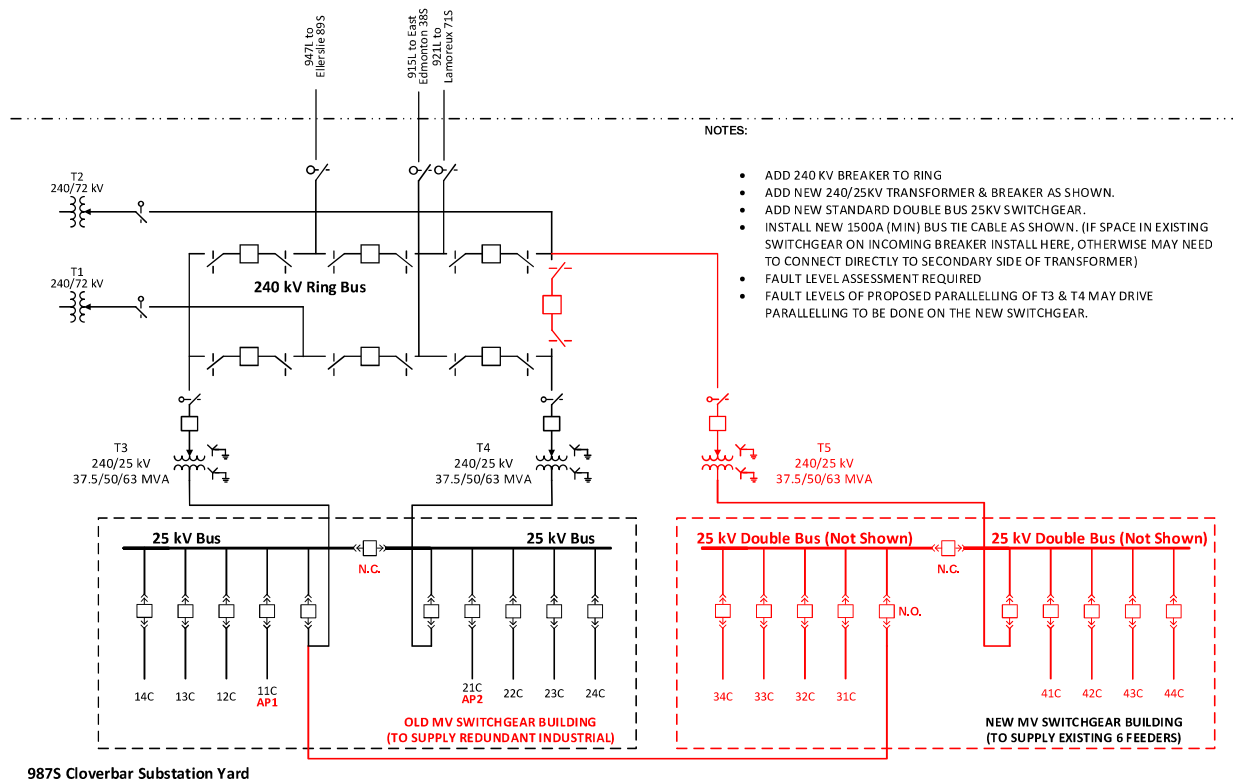 947L to
Ellerslie 89S
915L to East
Edmonton 38S
921L to
Lamoreux 71S
NOTES:
• ADD 240 KV BREAKER TO RING
• ADD NEW 240/25KV TRANSFORMER & BREAKER AS SHOWN.
• ADD NEW STANDARD DOUBLE BUS 25KV SWITCHGEAR.
• INSTALL NEW 1500A (MIN) BUS TIE CABLE AS SHOWN. (IF SPACE IN EXISTING
SWITCHGEAR ON INCOMING BREAKER INSTALL HERE, OTHERWISE MAY NEED
TO CONNECT DIRECTLY TO SECONDARY SIDE OF TRANSFORMER)
• FAULT LEVEL ASSESSMENT REQUIRED
• FAULT LEVELS OF PROPOSED PARALLELLING OF T3 & T4 MAY DRIVE
PARALLELLING TO BE DONE ON THE NEW SWITCHGEAR.
T2
240/72 kV
T1
240/72 kV
240 kV Ring Bus
T3
240/25 kV
37.5/50/63 MVA
T4
240/25 kV
37.5/50/63 MVA
T5
240/25 kV
37.5/50/63 MVA
25 kV Bus
25 kV Bus
N.C.
25 kV Double Bus (Not Shown)
25 kV Double Bus (Not Shown)
N.C.
N.O.
14C
13C
12C
11C
AP1
21C
AP2
22C
23C
24C
34C
33C
32C
31C
41C
42C
43C
44C
OLD MV SWITCHGEAR BUILDING
(TO SUPPLY REDUNDANT INDUSTRIAL)
NEW MV SWITCHGEAR BUILDING
(TO SUPPLY EXISTING 6 FEEDERS)
987S Cloverbar Substation Yard